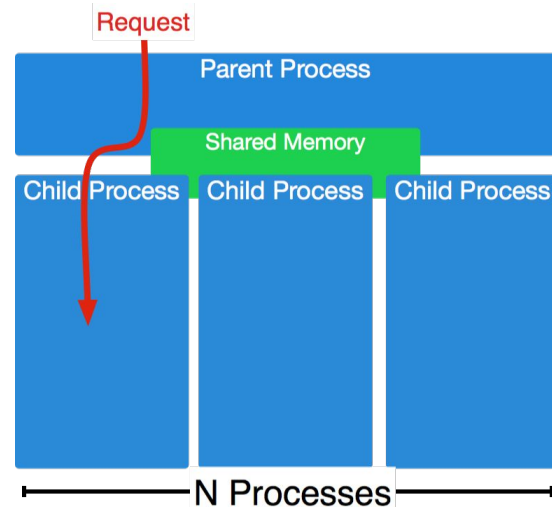 Request
Parent Process
Shared Memory
Child Process
Child Process
Child Process
N Processes